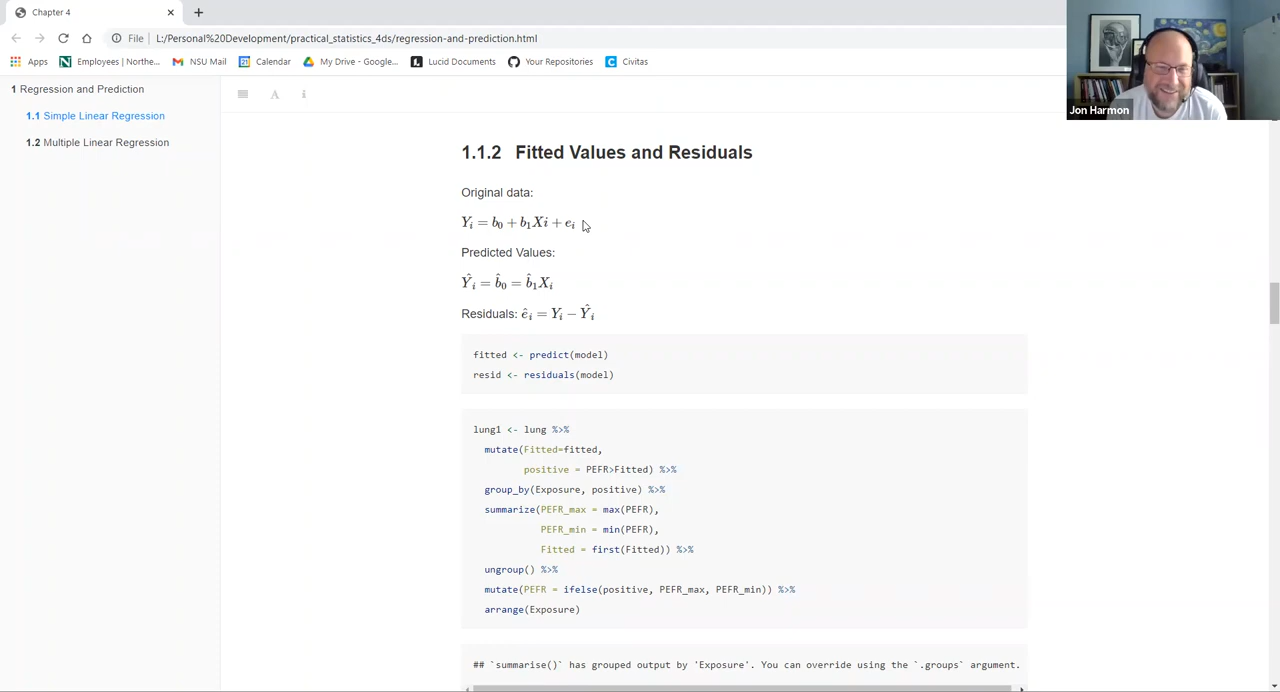 Chapter 4
File | L:/Personal%20Development/practical_statistics_4ds/regression-and-prediction.html
Apps Employees | Northe... NSU Mail Calendar My Drive - Google... Lucid Documents Your Repositories Civitas
Jon Harmon
1 Regression and Prediction
1.1 Simple Linear Regression
1.2 Multiple Linear Regression
1.1.2 Fitted Values and Residuals
Original data:
Yᵢ = b₀ + b₁Xi + eᵢ
Predicted Values:
Ŷᵢ = b̂₀ = b̂₁Xᵢ
Residuals: êᵢ = Yᵢ − Ŷᵢ
fitted <- predict(model)
resid <- residuals(model)
lung1 <- lung %>%
mutate(Fitted=fitted,
positive = PEFR>Fitted) %>%
group_by(Exposure, positive) %>%
summarize(PEFR_max = max(PEFR),
PEFR_min = min(PEFR),
Fitted = first(Fitted)) %>%
ungroup() %>%
mutate(PEFR = ifelse(positive, PEFR_max, PEFR_min)) %>%
arrange(Exposure)
## `summarise()` has grouped output by 'Exposure'. You can override using the `.groups` argument.